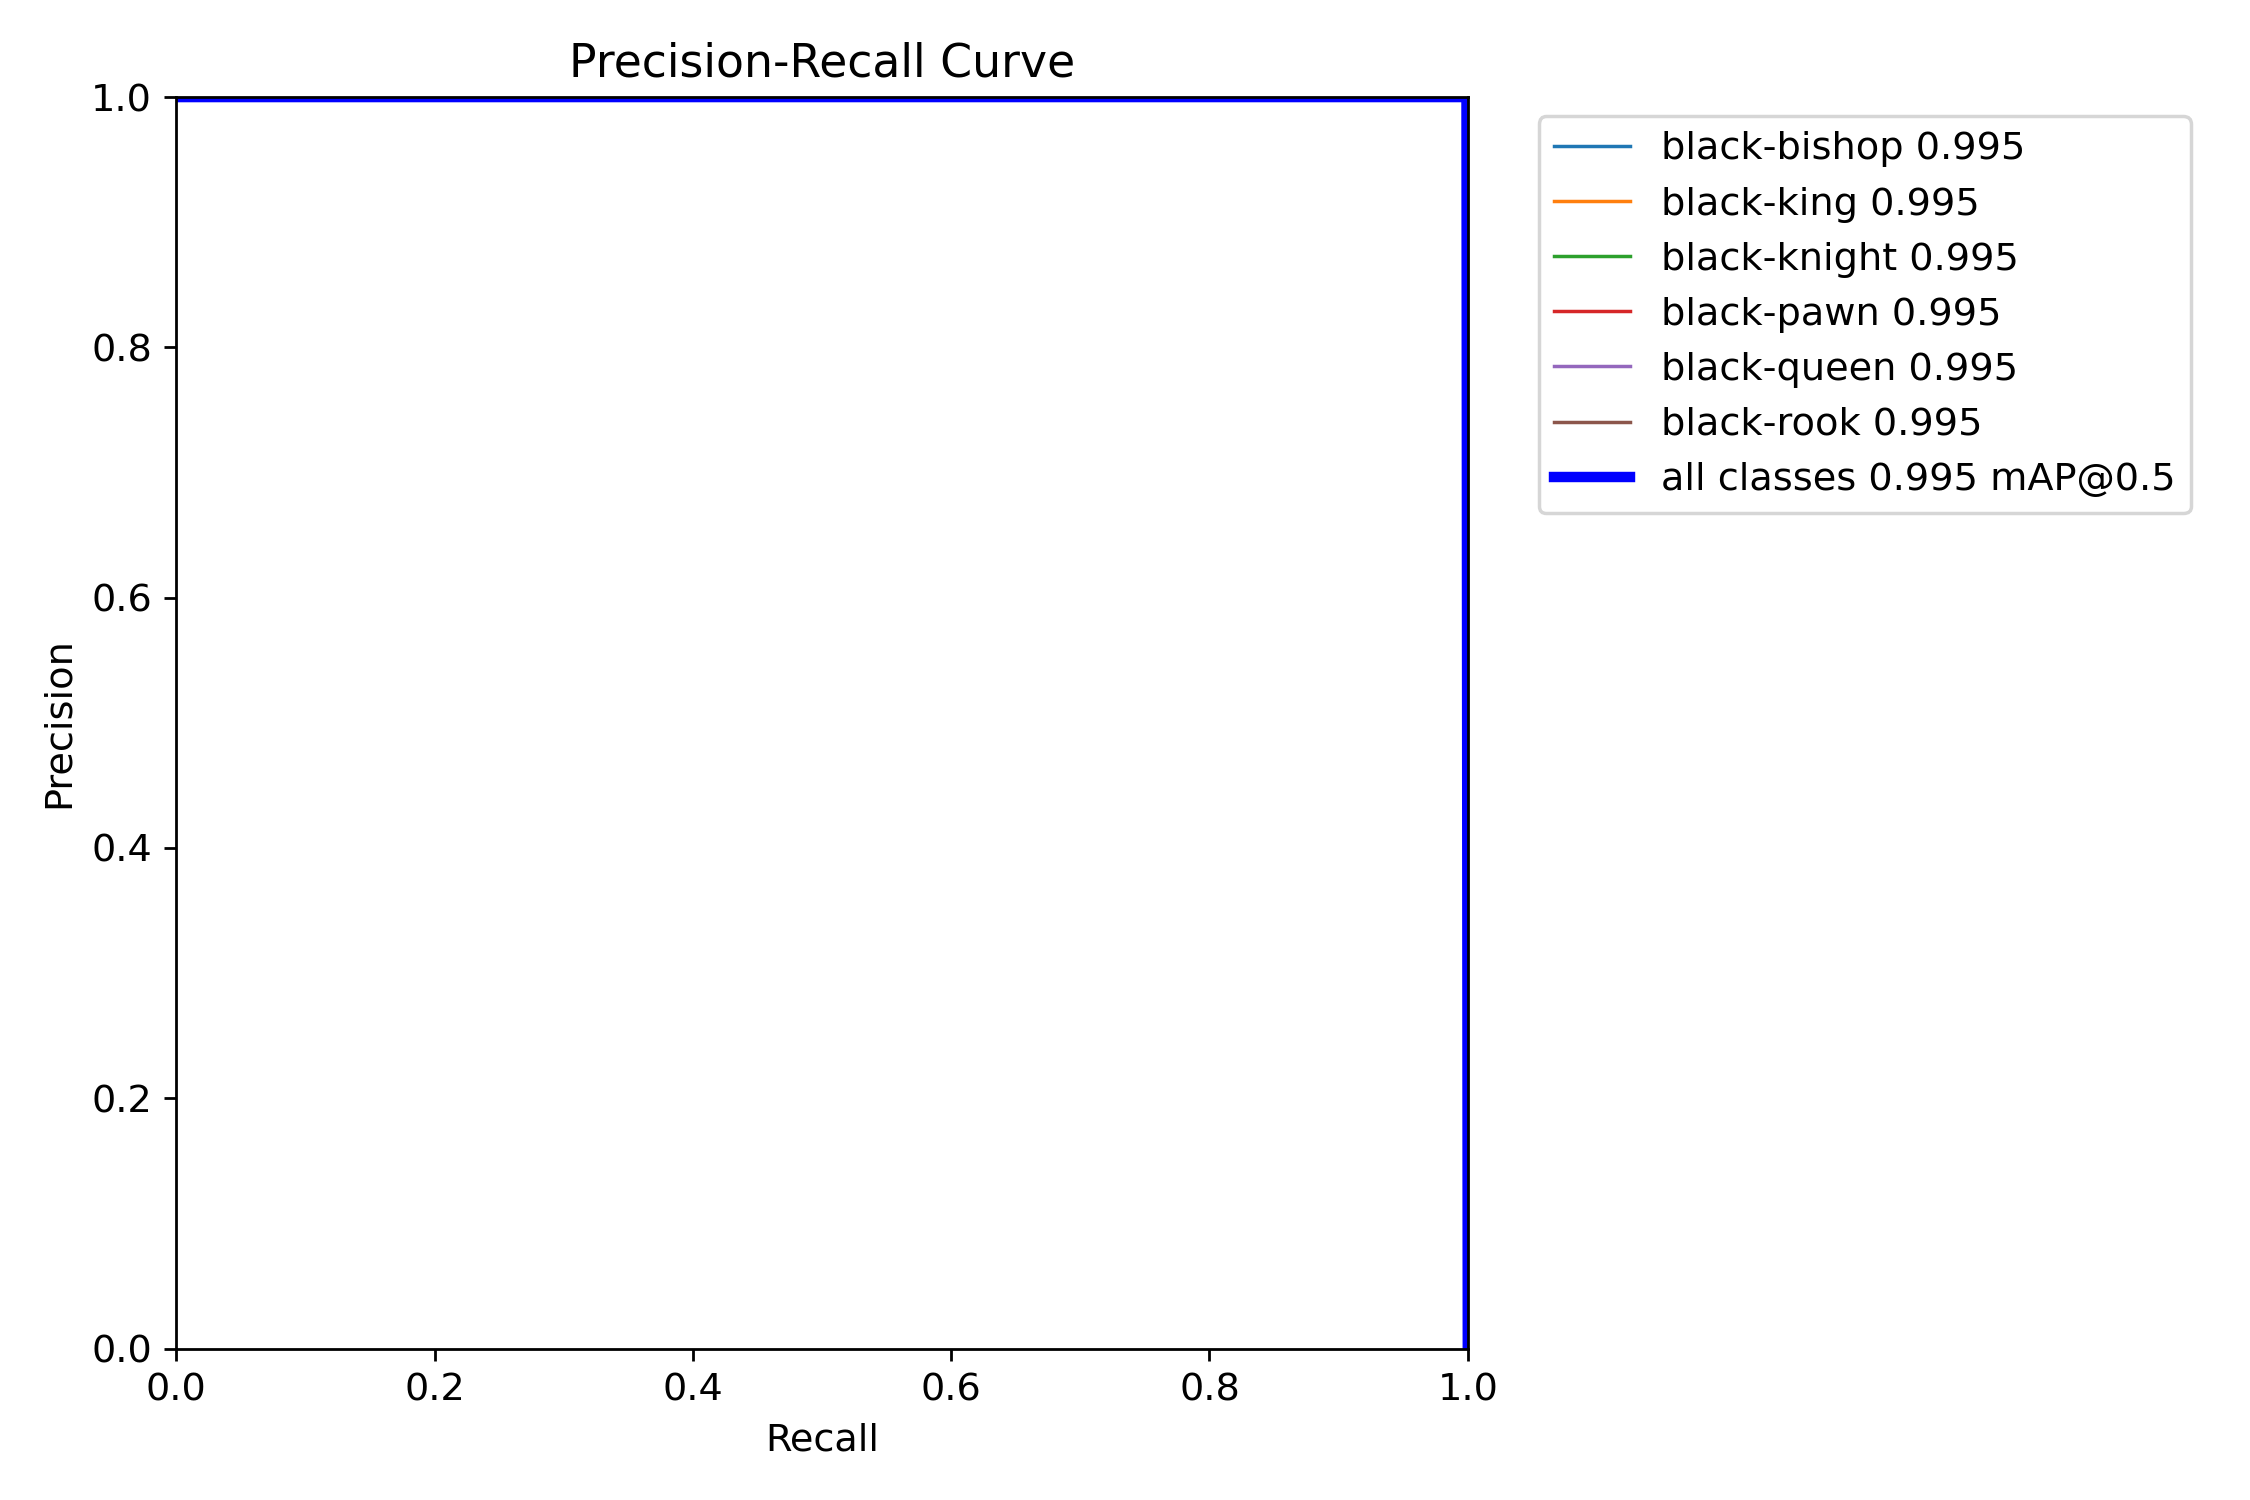 Precision-Recall Curve
1.0
0.8
0.6
0.4
0.2
0.0
Precision
0.0 0.2 0.4 0.6 0.8 1.0
Recall
black-bishop 0.995
black-king 0.995
black-knight 0.995
black-pawn 0.995
black-queen 0.995
black-rook 0.995
all classes 0.995 mAP@0.5